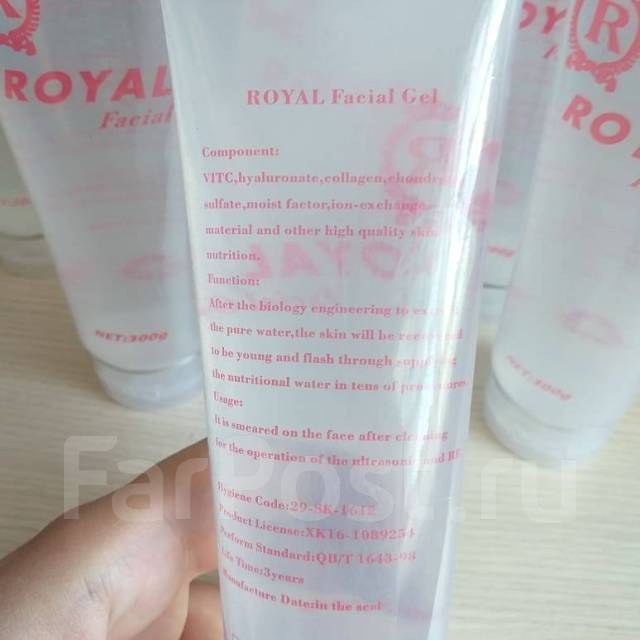 ROYAL
Facial
NET:300g
ROYAL Facial Gel
Component:
VITC,hyaluronate,collagen,chondr
sulfate,moist factor,ion-exchange
material and other high quality skin
nutrition.
Function:
After the biology engineering to
the pure water,the skin will be
to be young and flash through
the nutritional water in tens of
Usage:
It is smeared on the face after
for the operation of the ultrasonic and RF
Hygiene Code:29-SK-1612
Product License:XK16-1089254
Perform Standard:QB/T 1643-98
Life Time:3years
Manufacture Date:in the seal
R
RO
NET:300g
FarPost.ru